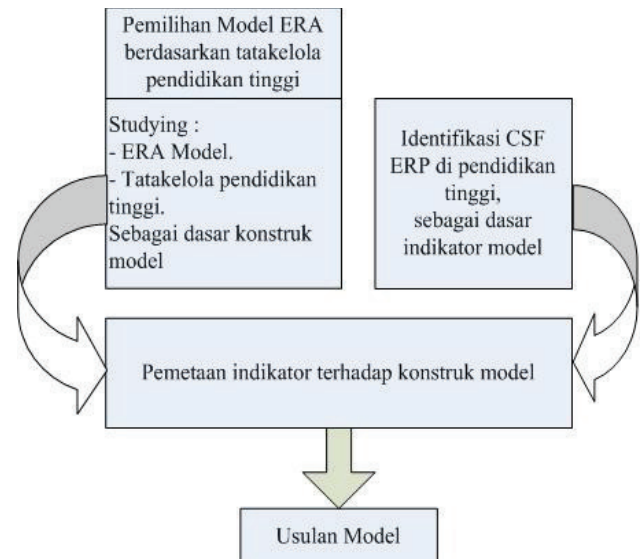 Pemilihan Model ERA
berdasarkan tatakelola
pendidikan tinggi
Studying :
- ERA Model.
- Tatakelola pendidikan
tinggi.
Sebagai dasar konstruk
model
Identifikasi CSF
ERP di pendidikan
tinggi,
sebagai dasar
indikator model
Pemetaan indikator terhadap konstruk model
Usulan Model